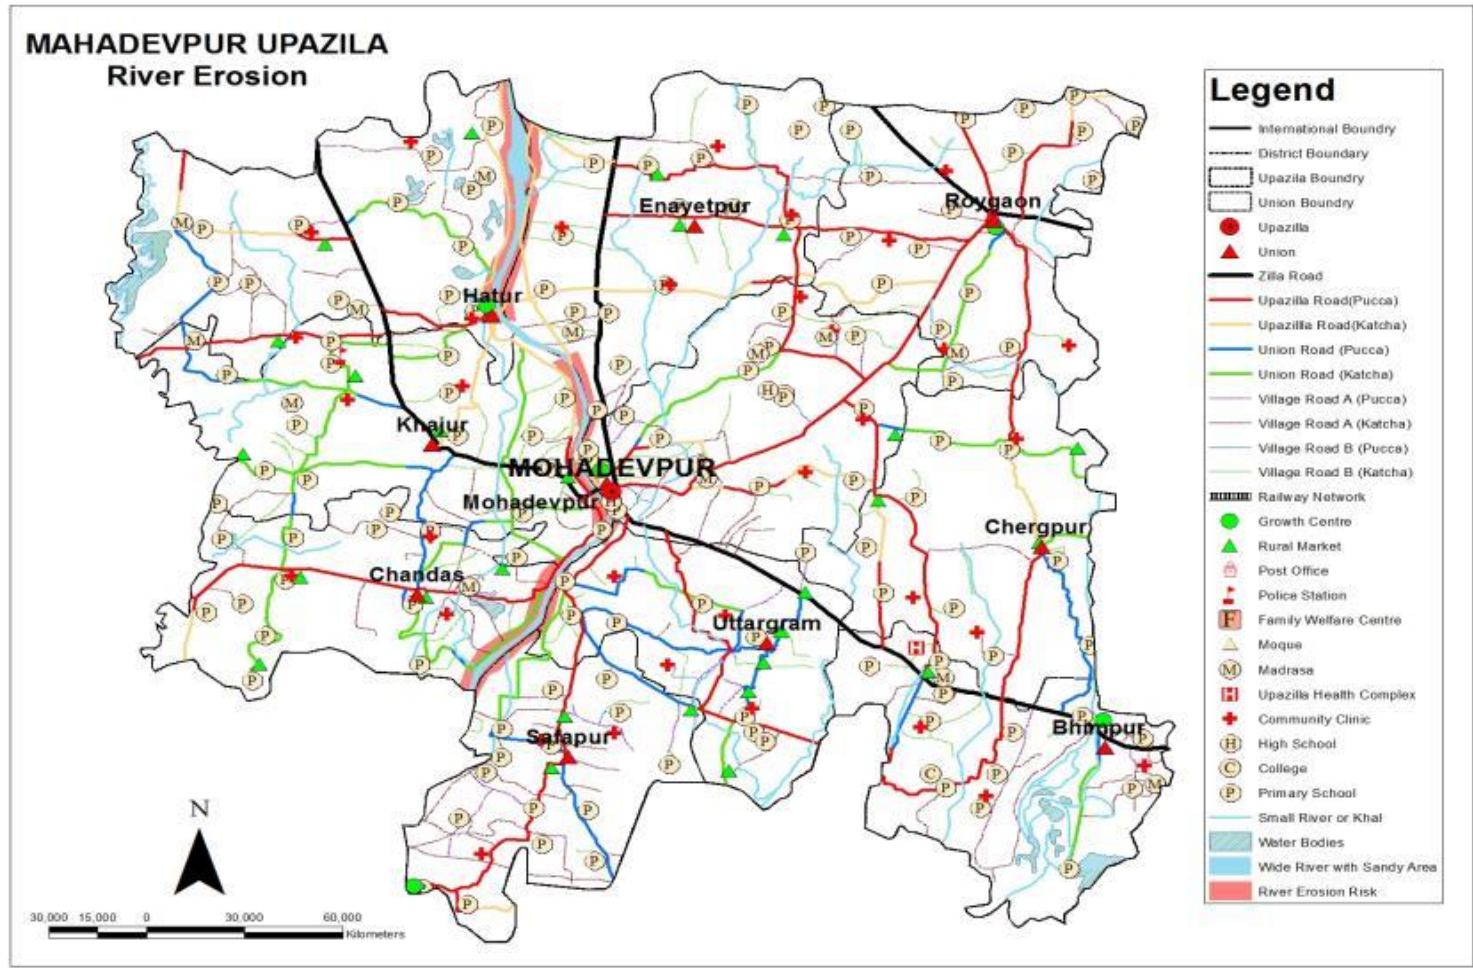 MAHADEVPUR UPAZILA
River Erosion
Legend
International Boundry
District Boundary
Upazila Boundry
Union Boundry
Upazilla
Union
Zilla Road
Upazilla Road(Pucca)
Upazillla Road(Katcha)
Union Road (Pucca)
Union Road (Katcha)
Village Road A (Pucca)
Village Road A (Katcha)
Village Road B (Pucca)
Village Road B (Katcha)
Railway Network
Growth Centre
Rural Market
Post Office
Police Station
F Family Welfare Centre
Moque
M Madrasa
H Upazilla Health Complex
Community Clinic
H High School
C College
P Primary School
Small River or Khal
Water Bodies
Wide River with Sandy Area
River Erosion Risk
Enayetpur
Roygaon
Hatur
Khajur
MOHADEVPUR
Mohadevpur
Chergpur
Chandas
Uttargram
Safapur
Bhimpur
N
30,000 15,000 0 30,000 60,000
Kilometers